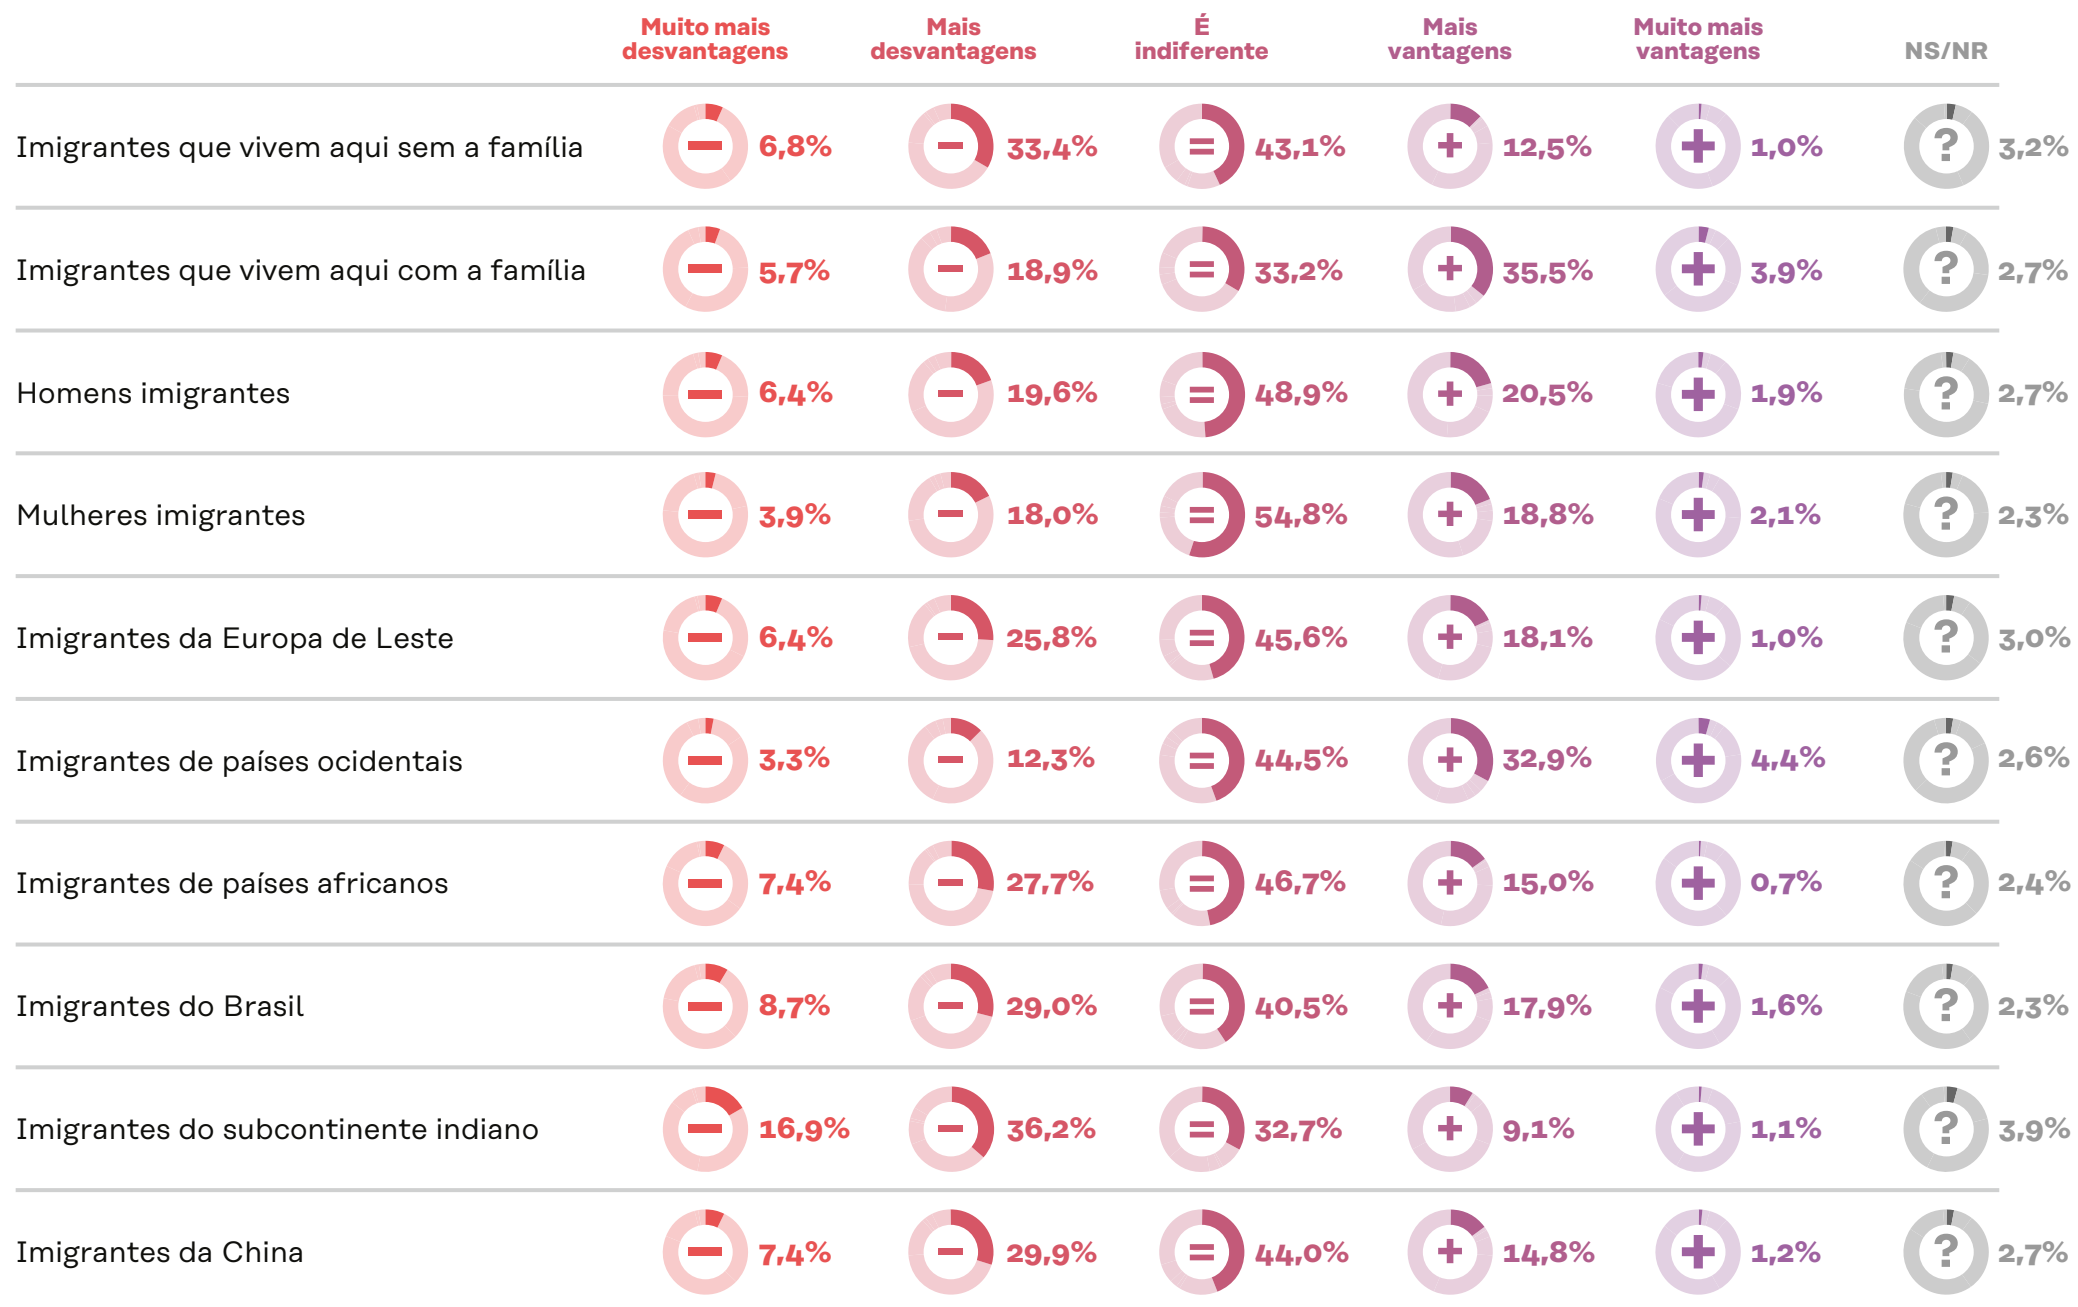 Muito mais desvantagens Mais desvantagens É indiferente Mais vantagens Muito mais vantagens NS/NR
Imigrantes que vivem aqui sem a família 6,8% 33,4% 43,1% 12,5% 1,0% ? 3,2%
Imigrantes que vivem aqui com a família 5,7% 18,9% 33,2% 35,5% 3,9% ? 2,7%
Homens imigrantes 6,4% 19,6% 48,9% 20,5% 1,9% ? 2,7%
Mulheres imigrantes 3,9% 18,0% 54,8% 18,8% 2,1% ? 2,3%
Imigrantes da Europa de Leste 6,4% 25,8% 45,6% 18,1% 1,0% ? 3,0%
Imigrantes de países ocidentais 3,3% 12,3% 44,5% 32,9% 4,4% ? 2,6%
Imigrantes de países africanos 7,4% 27,7% 46,7% 15,0% 0,7% ? 2,4%
Imigrantes do Brasil 8,7% 29,0% 40,5% 17,9% 1,6% ? 2,3%
Imigrantes do subcontinente indiano 16,9% 36,2% 32,7% 9,1% 1,1% ? 3,9%
Imigrantes da China 7,4% 29,9% 44,0% 14,8% 1,2% ? 2,7%